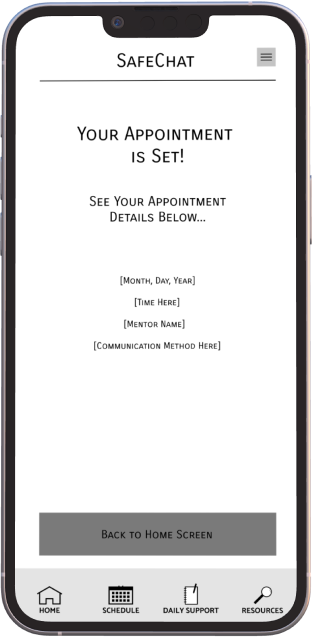 SafeChat
Your Appointment
is Set!
See Your Appointment
Details Below...
[Month, Day, Year]
[Time Here]
[Mentor Name]
[Communication Method Here]
Back to Home Screen
HOME SCHEDULE DAILY SUPPORT RESOURCES